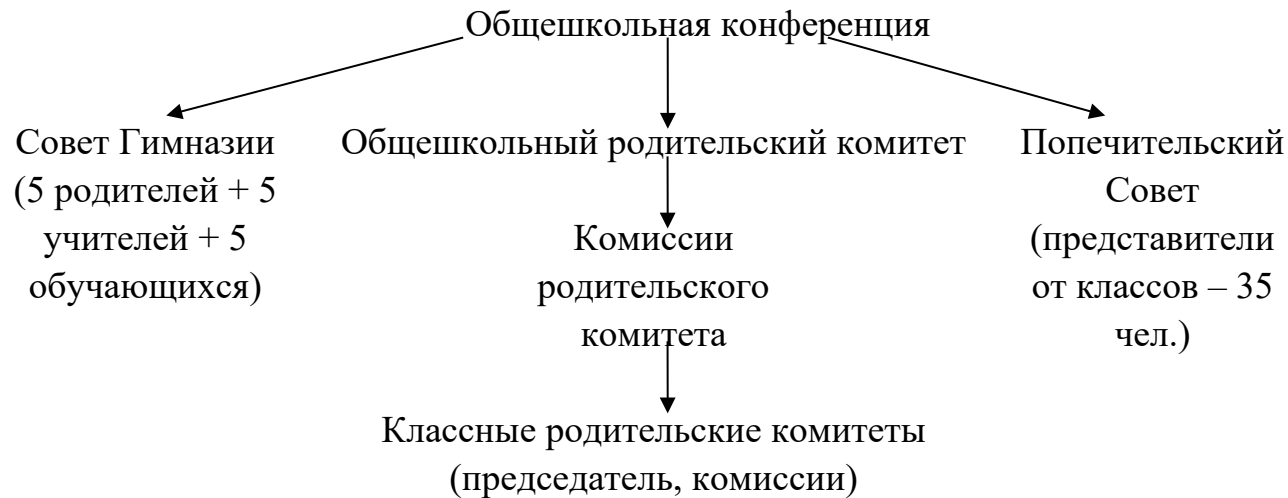 Общешкольная конференция
Совет Гимназии
(5 родителей + 5
учителей + 5
обучающихся)
Общешкольный родительский комитет
Комиссии
родительского
комитета
Попечительский
Совет
(представители
от классов – 35
чел.)
Классные родительские комитеты
(председатель, комиссии)